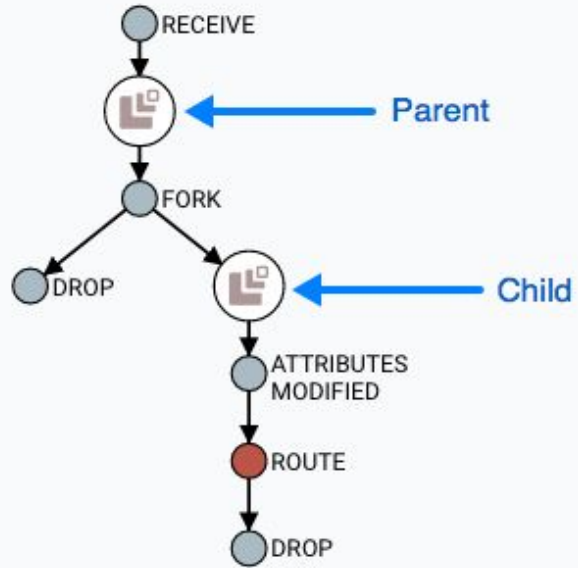 RECEIVE
Parent
FORK
DROP
Child
ATTRIBUTES
MODIFIED
ROUTE
DROP